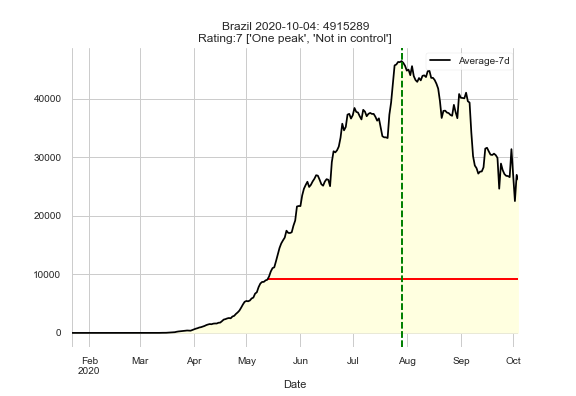 Brazil 2020-10-04: 4915289
Rating:7 ['One peak', 'Not in control']
Average-7d
40000
30000
20000
10000
0
Feb Mar Apr May Jun Jul Aug Sep Oct
2020
Date